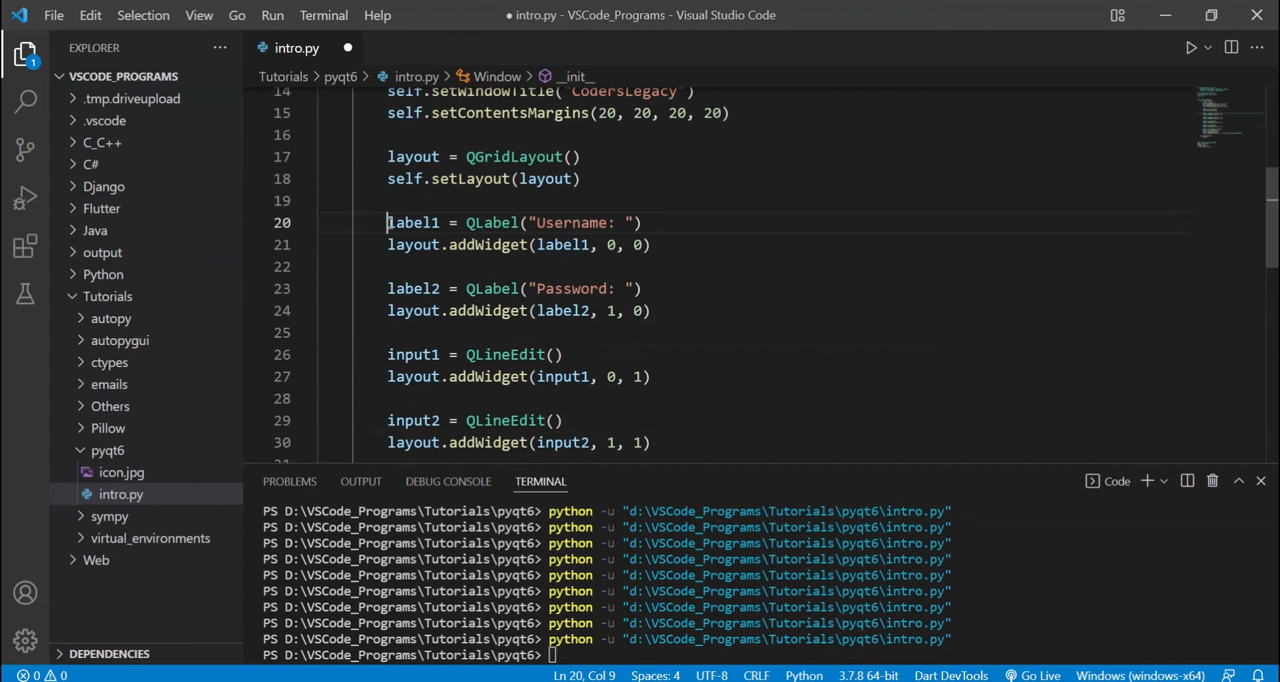 File Edit Selection View Go Run Terminal Help ● intro.py - VSCode_Programs - Visual Studio Code
EXPLORER ··· intro.py ●
VSCODE_PROGRAMS
.tmp.driveupload
.vscode
C_C++
C#
Django
Flutter
Java
output
Python
Tutorials
autopy
autopygui
ctypes
emails
Others
Pillow
pyqt6
icon.jpg
intro.py
sympy
virtual_environments
Web
DEPENDENCIES
1
Tutorials > pyqt6 > intro.py > Window > __init__
14 self.setWindowTitle("CodersLegacy")
15 self.setContentsMargins(20, 20, 20, 20)
16
17 layout = QGridLayout()
18 self.setLayout(layout)
19
20 label1 = QLabel("Username: ")
21 layout.addWidget(label1, 0, 0)
22
23 label2 = QLabel("Password: ")
24 layout.addWidget(label2, 1, 0)
25
26 input1 = QLineEdit()
27 layout.addWidget(input1, 0, 1)
28
29 input2 = QLineEdit()
30 layout.addWidget(input2, 1, 1)
PROBLEMS OUTPUT DEBUG CONSOLE TERMINAL Code
PS D:\VSCode_Programs\Tutorials\pyqt6> python -u "d:\VSCode_Programs\Tutorials\pyqt6\intro.py"
PS D:\VSCode_Programs\Tutorials\pyqt6> python -u "d:\VSCode_Programs\Tutorials\pyqt6\intro.py"
PS D:\VSCode_Programs\Tutorials\pyqt6> python -u "d:\VSCode_Programs\Tutorials\pyqt6\intro.py"
PS D:\VSCode_Programs\Tutorials\pyqt6> python -u "d:\VSCode_Programs\Tutorials\pyqt6\intro.py"
PS D:\VSCode_Programs\Tutorials\pyqt6> python -u "d:\VSCode_Programs\Tutorials\pyqt6\intro.py"
PS D:\VSCode_Programs\Tutorials\pyqt6> python -u "d:\VSCode_Programs\Tutorials\pyqt6\intro.py"
PS D:\VSCode_Programs\Tutorials\pyqt6> python -u "d:\VSCode_Programs\Tutorials\pyqt6\intro.py"
PS D:\VSCode_Programs\Tutorials\pyqt6> python -u "d:\VSCode_Programs\Tutorials\pyqt6\intro.py"
PS D:\VSCode_Programs\Tutorials\pyqt6> python -u "d:\VSCode_Programs\Tutorials\pyqt6\intro.py"
PS D:\VSCode_Programs\Tutorials\pyqt6>
0 0 Ln 20, Col 9 Spaces: 4 UTF-8 CRLF Python 3.7.8 64-bit Dart DevTools Go Live Windows (windows-x64)